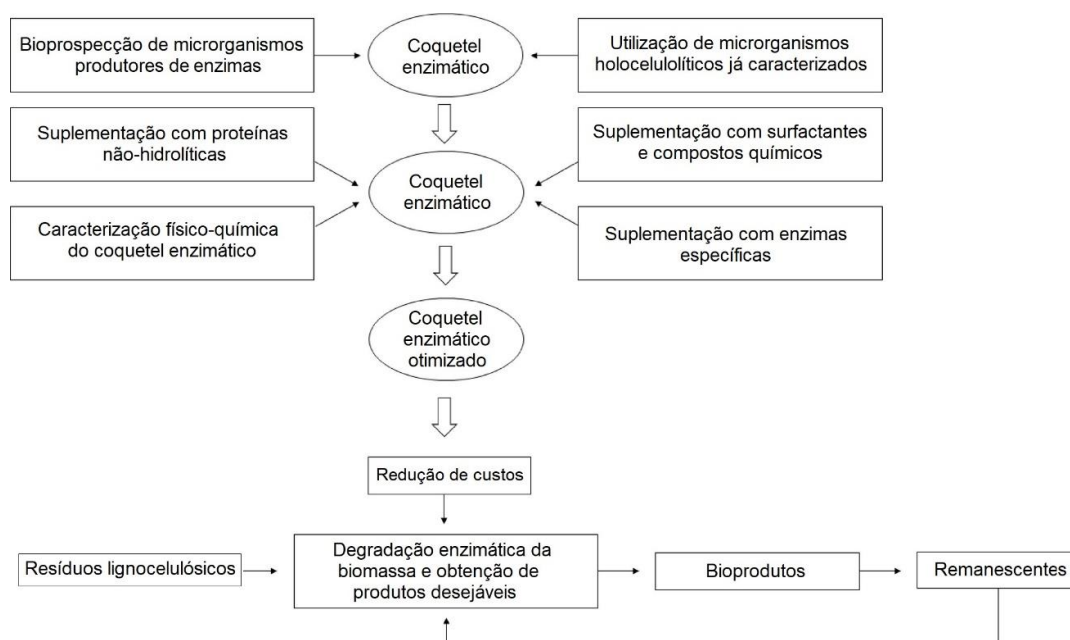 Bioprospecção de microrganismos
produtores de enzimas
Coquetel
enzimático
Utilização de microrganismos
holocelulolíticos já caracterizados
Suplementação com proteínas
não-hidrolíticas
Suplementação com surfactantes
e compostos químicos
Coquetel
enzimático
Caracterização físico-química
do coquetel enzimático
Suplementação com enzimas
específicas
Coquetel
enzimático
otimizado
Redução de custos
Resíduos lignocelulósicos
Degradação enzimática da
biomassa e obtenção de
produtos desejáveis
Bioprodutos
Remanescentes